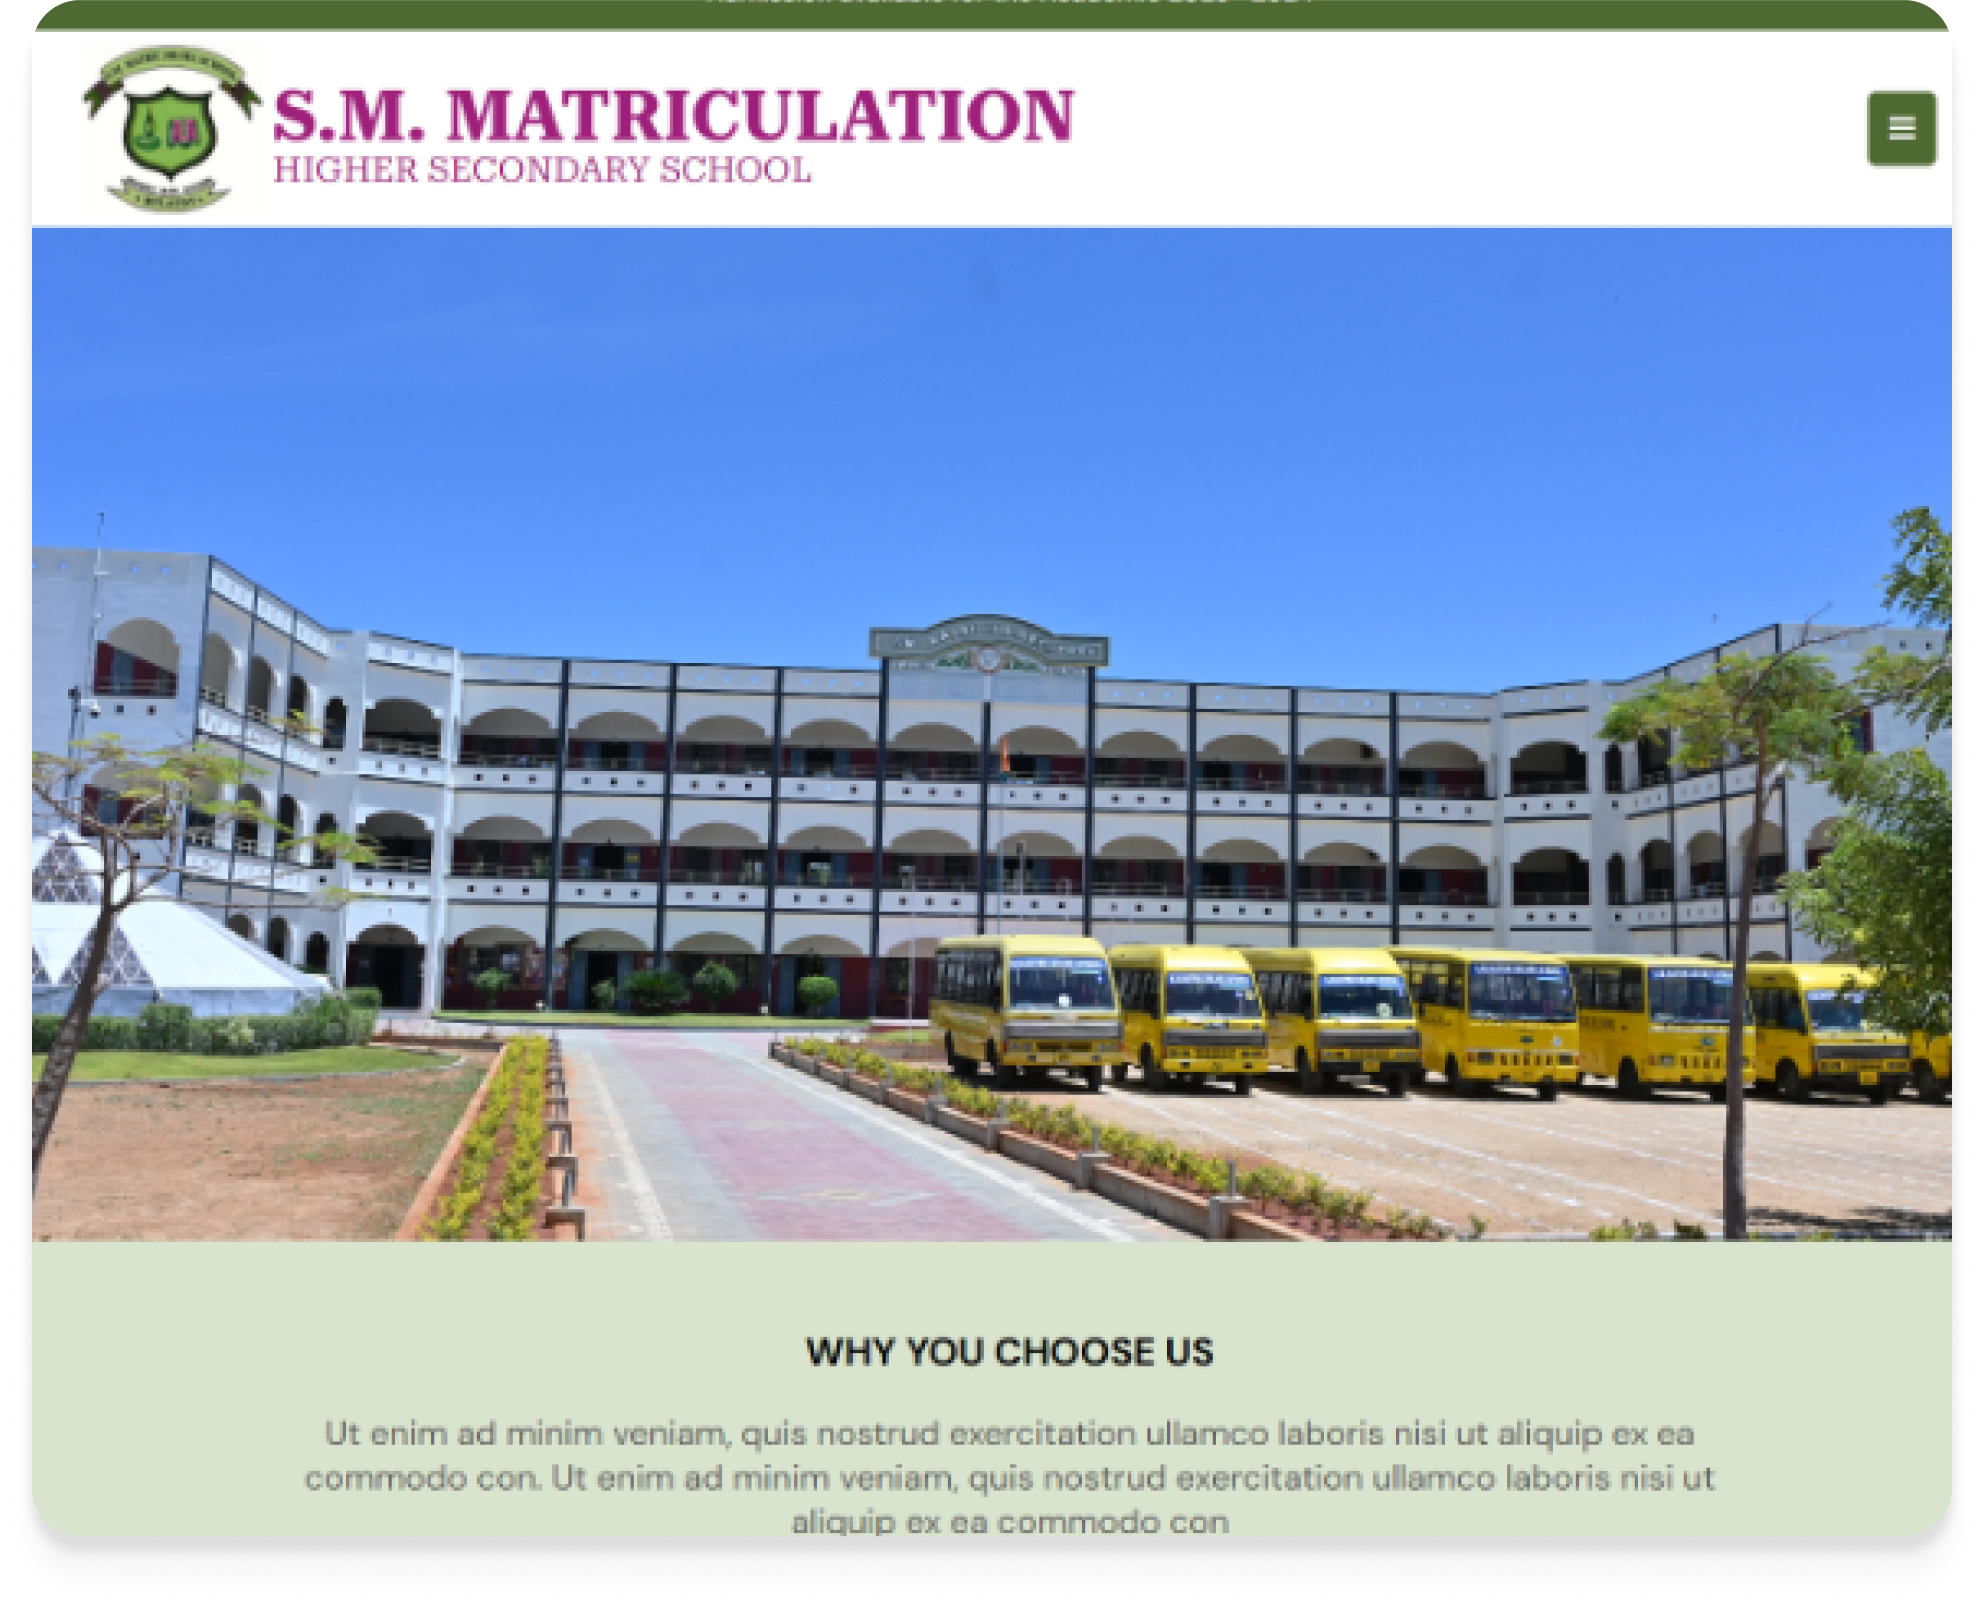 S.M. MATRICULATION
HIGHER SECONDARY SCHOOL
WHY YOU CHOOSE US
Ut enim ad minim veniam, quis nostrud exercitation ullamco laboris nisi ut aliquip ex ea
commodo con. Ut enim ad minim veniam, quis nostrud exercitation ullamco laboris nisi ut
aliquip ex ea commodo con